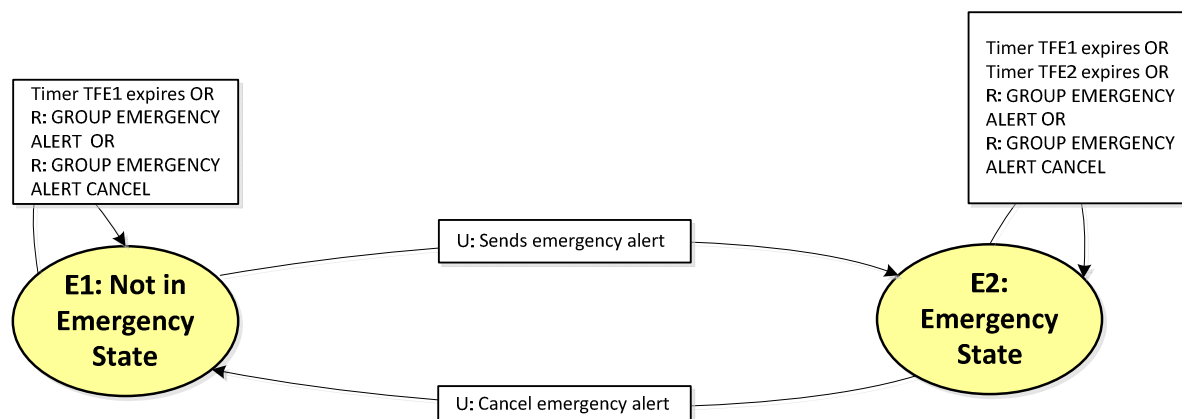 Timer TFE1 expires OR
R: GROUP EMERGENCY
ALERT OR
R: GROUP EMERGENCY
ALERT CANCEL
Timer TFE1 expires OR
Timer TFE2 expires OR
R: GROUP EMERGENCY
ALERT OR
R: GROUP EMERGENCY
ALERT CANCEL
U: Sends emergency alert
E1: Not in
Emergency
State
E2:
Emergency
State
U: Cancel emergency alert